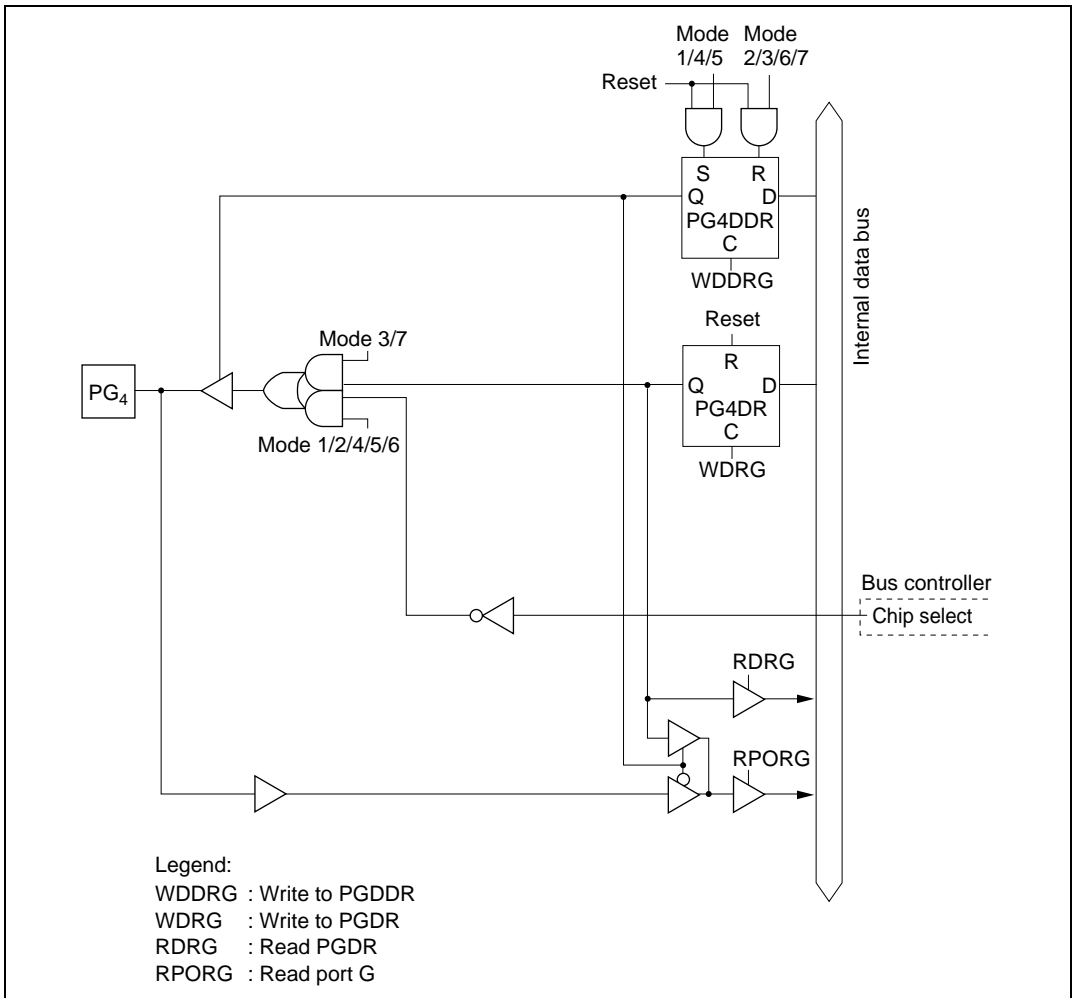 Mode Mode
1/4/5 2/3/6/7
Reset
S R
Q D
PG4DDR
C
WDDRG
Internal data bus
Reset
Mode 3/7
R
PG₄
Q D
PG4DR
C
Mode 1/2/4/5/6
WDRG
Bus controller
Chip select
RDRG
RPORG
Legend:
WDDRG : Write to PGDDR
WDRG : Write to PGDR
RDRG : Read PGDR
RPORG : Read port G